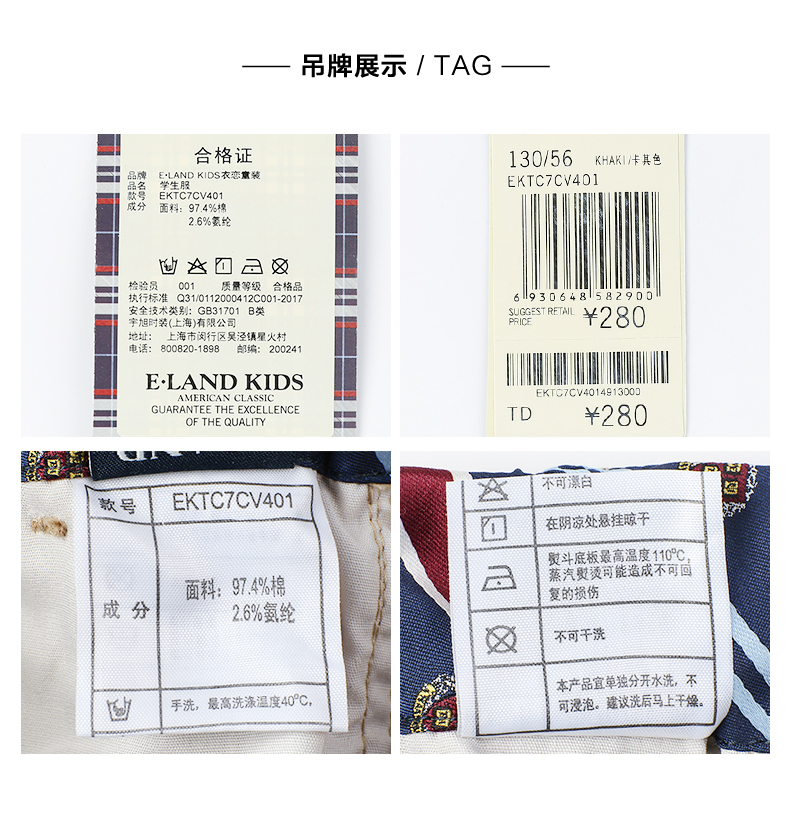 吊牌展示 / TAG
合格证
品牌 E·LAND KIDS衣恋童装
品名 学生服
款号 EKTC7CV401
成分 面料: 97.4%棉
2.6%氨纶
检验员 001 质量等级 合格品
执行标准 Q31/0112000412C001-2017
安全技术类别: GB31701 B类
宇旭时装(上海)有限公司
地址: 上海市闵行区吴泾镇星火村
电话: 800820-1898 邮编: 200241
E·LAND KIDS
AMERICAN CLASSIC
GUARANTEE THE EXCELLENCE
OF THE QUALITY
130/56 KHAKI/卡其色
EKTC7CV401
6 930648 582900
SUGGEST RETAIL
PRICE ¥280
EKTC7CV4014913000
TD ¥280
款号 EKTC7CV401
成分 面料: 97.4%棉
2.6%氨纶
手洗，最高洗涤温度40°C，
不可漂白
在阴凉处悬挂晾干
熨斗底板最高温度110°C，
蒸汽熨烫可能造成不可回
复的损伤
不可干洗
本产品宜单独分开水洗，不
可浸泡。建议洗后马上干燥。